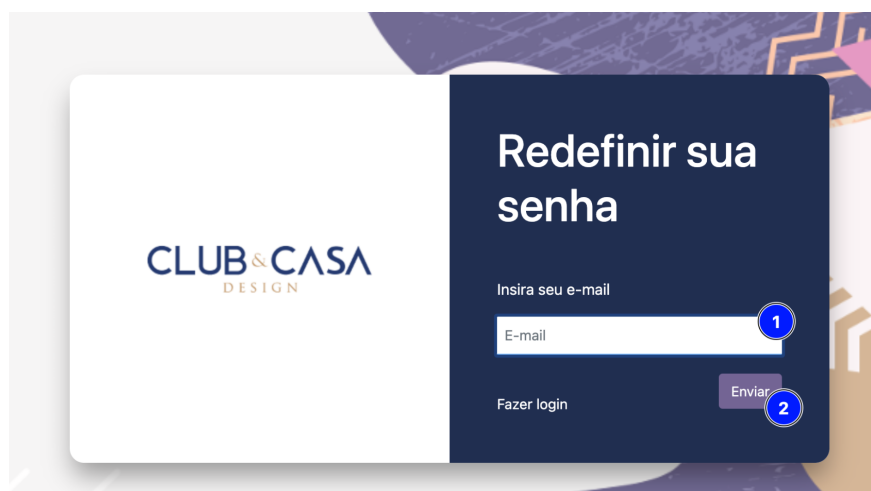 Redefinir sua
senha
CLUB&CASA
DESIGN
Insira seu e-mail
E-mail
1
Fazer login
Enviar
2